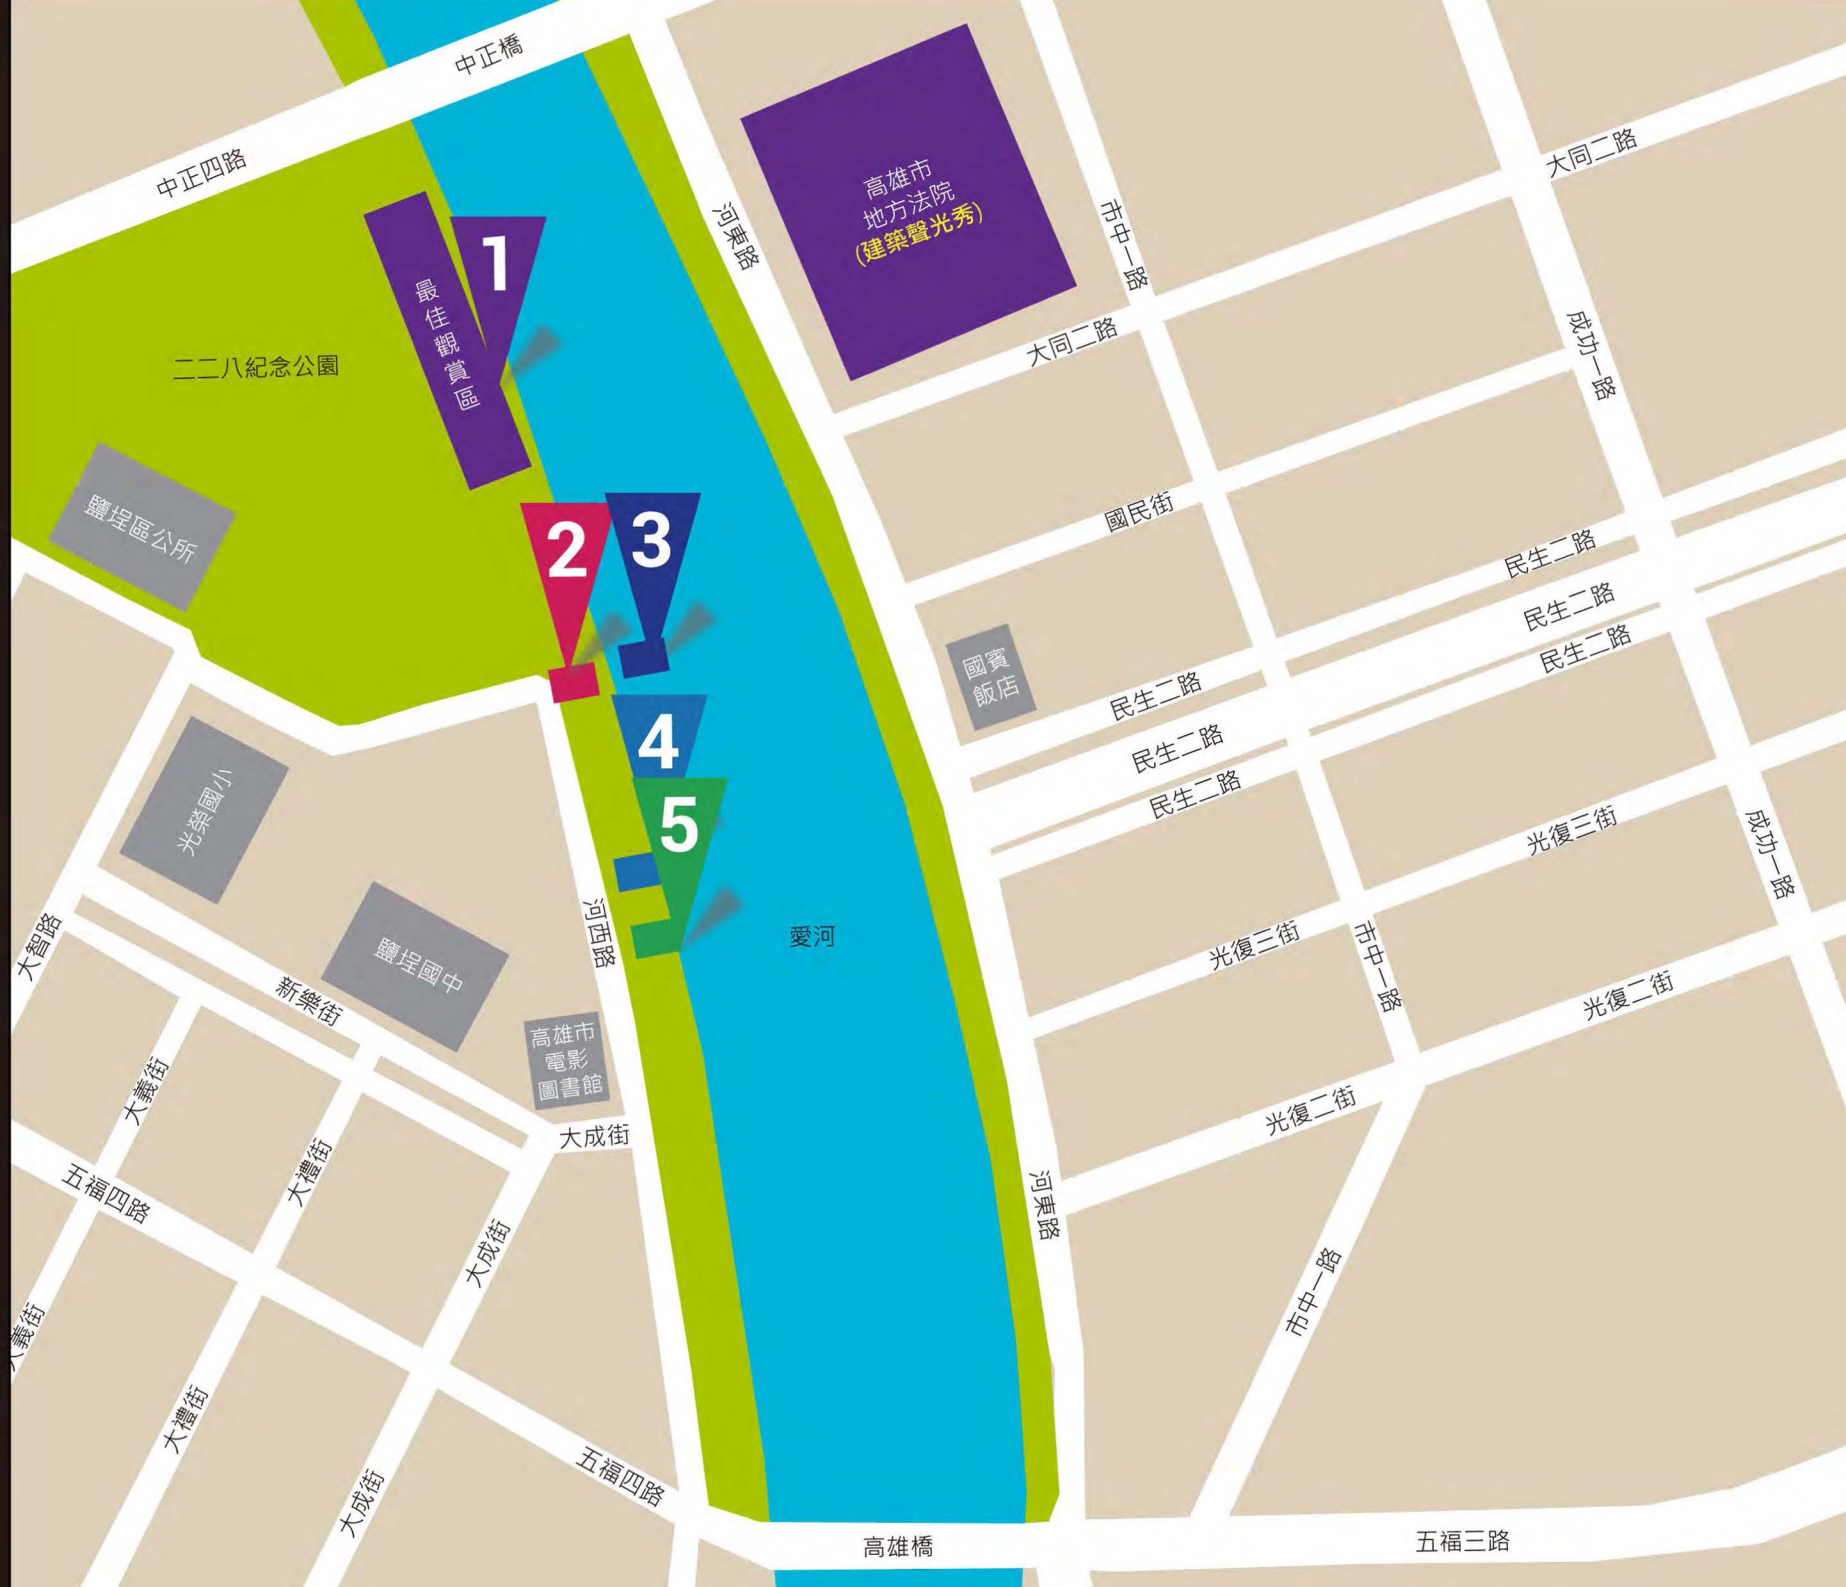 中正橋
中正四路
大同二路
高雄市
地方法院
(建築聲光秀)
河東路
市中一路
1
最佳觀賞區
大同二路
成功一路
二二八紀念公園
鹽埕區公所
2
3
國民街
民生二路
民生二路
民生二路
國賓
飯店
民生二路
民生二路
民生二路
4
5
光榮國小
光復三街
成功一路
大智路
河西路
愛河
光復三街
市中一路
鹽埕國中
新樂街
光復二街
高雄市
電影
圖書館
大義街
大成街
光復二街
大禮街
五福四路
河東路
大成街
市中一路
大義街
大禮街
大成街
五福四路
高雄橋
五福三路